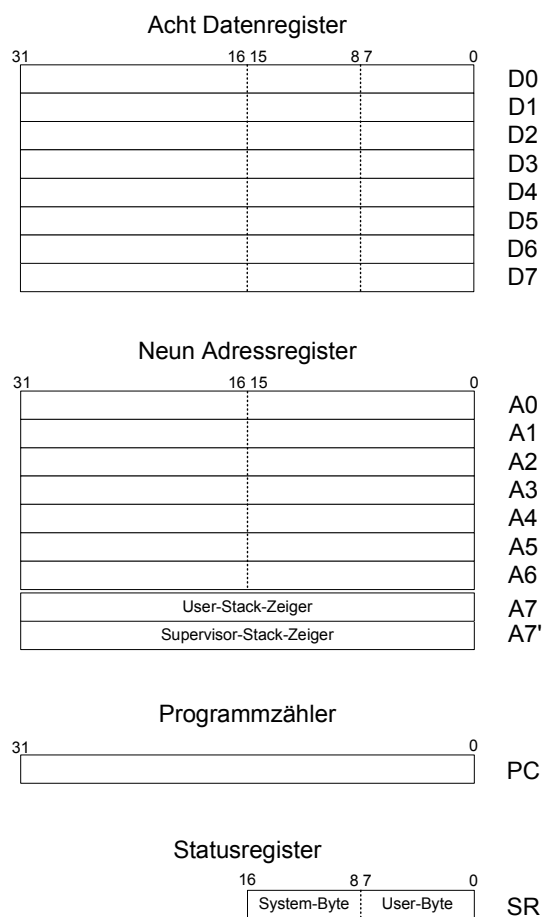 Acht Datenregister
31 16 15 8 7 0
D0
D1
D2
D3
D4
D5
D6
D7
Neun Adressregister
31 16 15 0
A0
A1
A2
A3
A4
A5
A6
User-Stack-Zeiger A7
Supervisor-Stack-Zeiger A7'
Programmzähler
31 0
PC
Statusregister
16 8 7 0
System-Byte User-Byte SR